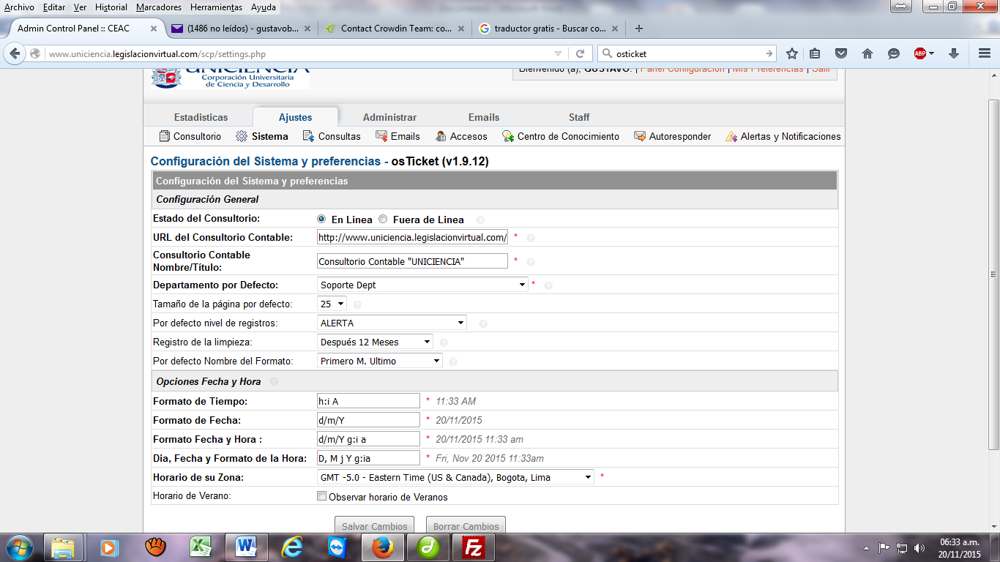 Archivo Editar Ver Historial Marcadores Herramientas Ayuda
Admin Control Panel :: CEAC
(1486 no leídos) - gustavob...
Contact Crowdin Team: co...
traductor gratis - Buscar co...
www.uniciencia.legislacionvirtual.com/scp/settings.php
osticket
ABP
UNICIENCIA
Corporación Universitaria
de Ciencia y Desarrollo
Bienvenido (a), GUSTAVO. | Panel Configuración | Mis Preferencias | Salir
Estadisticas Ajustes Administrar Emails Staff
Consultorio Sistema Consultas Emails Accesos Centro de Conocimiento Autoresponder Alertas y Notificaciones
Configuración del Sistema y preferencias - osTicket (v1.9.12)
Configuración del Sistema y preferencias
Configuración General
Estado del Consultorio: En Linea Fuera de Linea ?
URL del Consultorio Contable: http://www.uniciencia.legislacionvirtual.com/ * ?
Consultorio Contable
Nombre/Título: Consultorio Contable "UNICIENCIA" * ?
Departamento por Defecto: Soporte Dept * ?
Tamaño de la página por defecto: 25 ?
Por defecto nivel de registros: ALERTA ?
Registro de la limpieza: Después 12 Meses ?
Por defecto Nombre del Formato: Primero M. Ultimo ?
Opciones Fecha y Hora ?
Formato de Tiempo: h:i A * 11:33 AM
Formato de Fecha: d/m/Y * 20/11/2015
Formato Fecha y Hora : d/m/Y g:i a * 20/11/2015 11:33 am
Dia, Fecha y Formato de la Hora: D, M j Y g:ia * Fri, Nov 20 2015 11:33am
Horario de su Zona: GMT -5.0 - Eastern Time (US & Canada), Bogota, Lima *
Horario de Verano: Observar horario de Veranos
Salvar Cambios Borrar Cambios
06:33 a.m.
20/11/2015